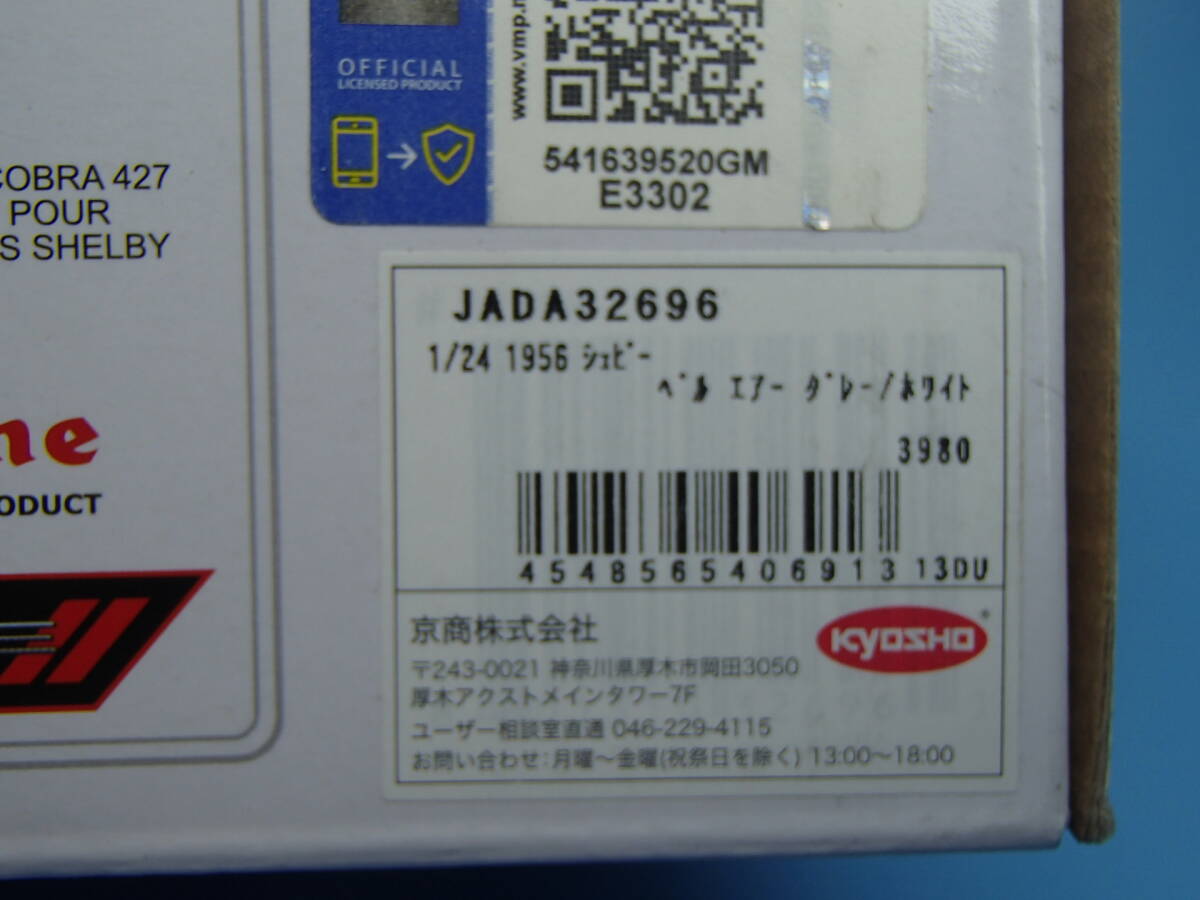 OFFICIAL
LICENSED PRODUCT
www.vmp.
541639520GM
E3302
COBRA 427
POUR
S SHELBY
ne
ODUCT
JADA32696
1/24 1956 ｼｪﾋﾞｰ
ﾍﾞﾙ ｴｱｰ ｸﾞﾚｰ/ﾎﾜｲﾄ
3980
4548565406913 13DU
京商株式会社
KYOSHO
〒243-0021 神奈川県厚木市岡田3050
厚木アクストメインタワー7F
ユーザー相談室直通 046-229-4115
お問い合わせ：月曜～金曜(祝祭日を除く) 13:00～18:00